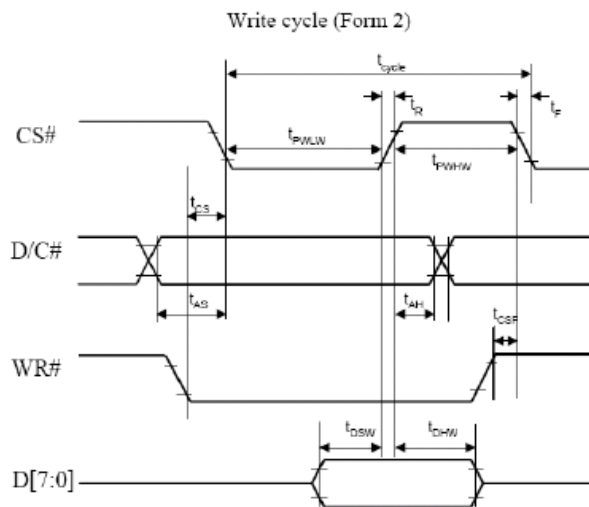 Write cycle (Form 2)
tcycle
tR
tF
CS#
tPWLW
tPWHW
tCS
D/C#
tAS
tAH
tCSF
WR#
tDSW
tDHW
D[7:0]